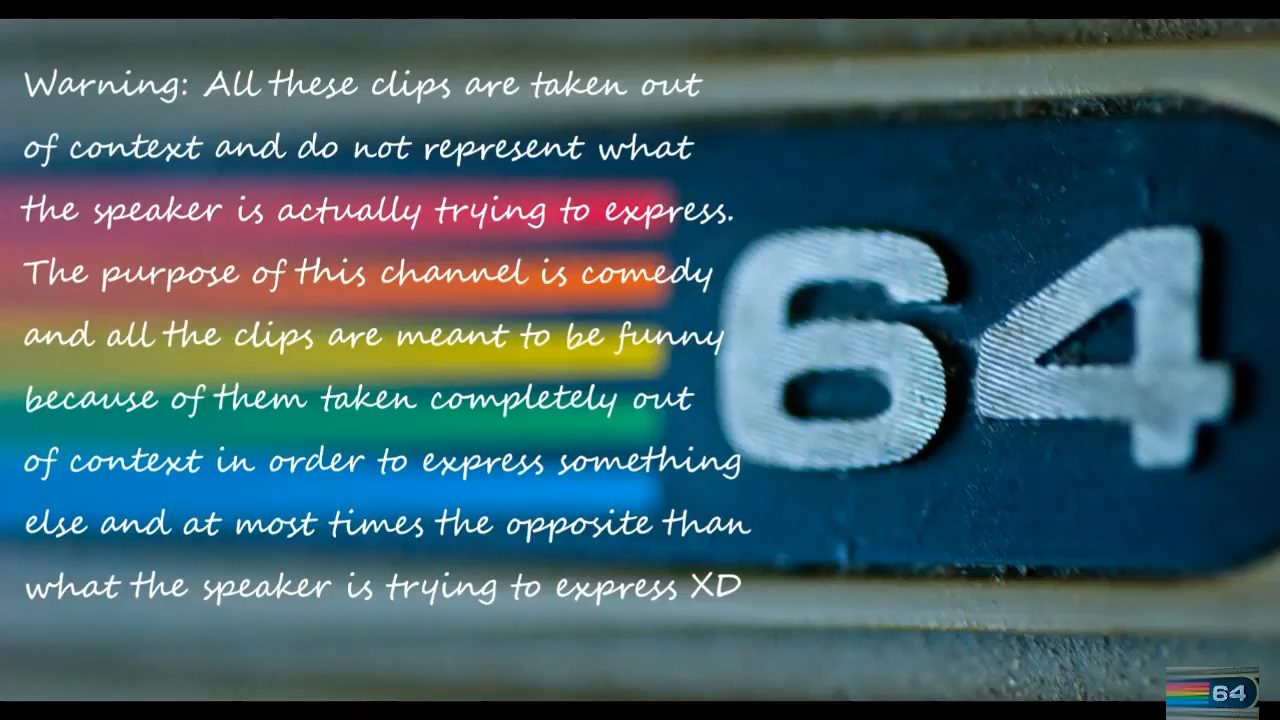 Warning: All these clips are taken out
of context and do not represent what
the speaker is actually trying to express.
The purpose of this channel is comedy
and all the clips are meant to be funny
because of them taken completely out
of context in order to express something
else and at most times the opposite than
what the speaker is trying to express XD
64
64